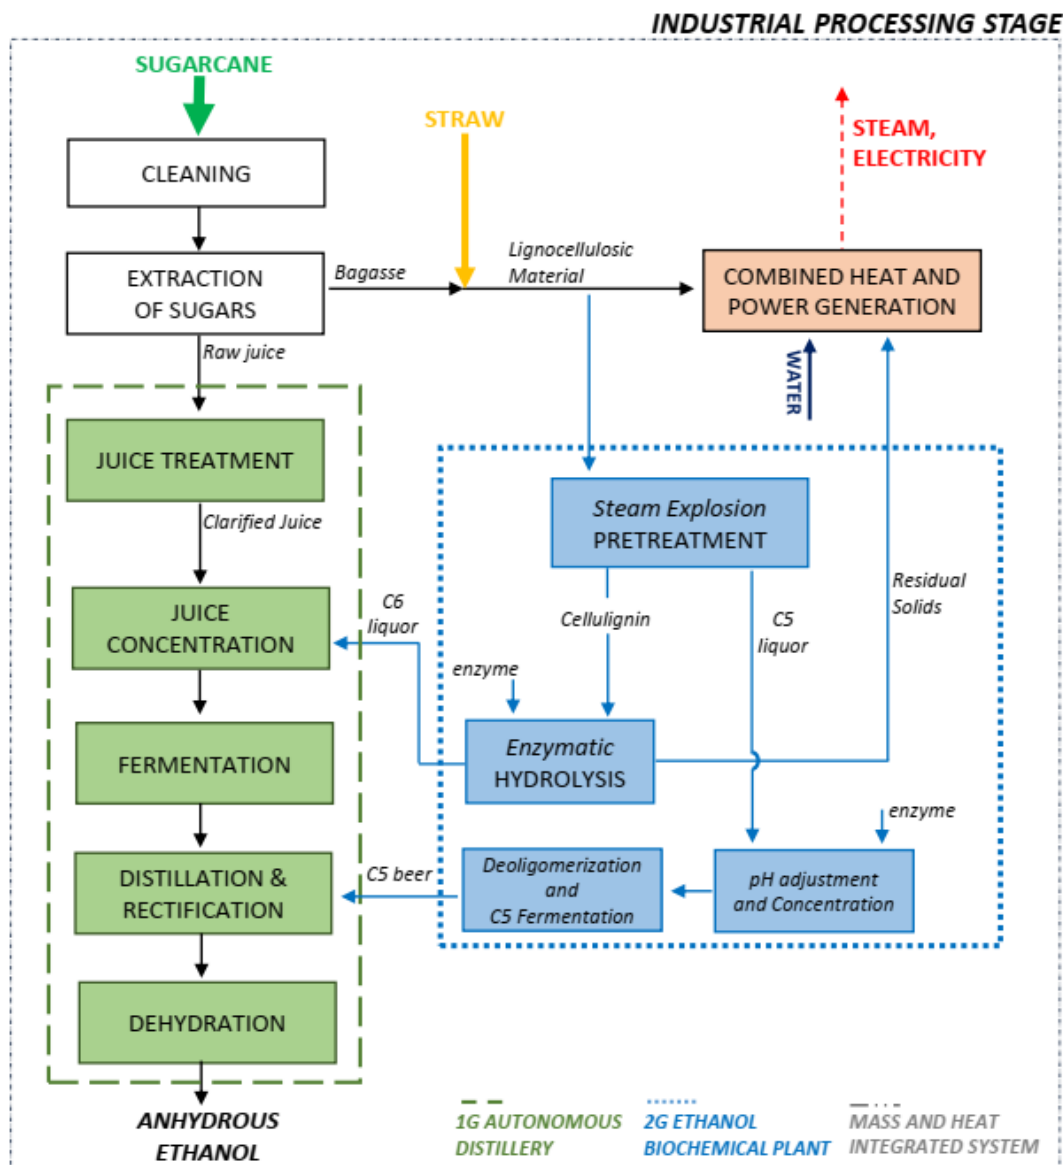 INDUSTRIAL PROCESSING STAGE
SUGARCANE
STRAW
STEAM,
ELECTRICITY
CLEANING
EXTRACTION
OF SUGARS
Bagasse
Lignocellulosic
Material
COMBINED HEAT AND
POWER GENERATION
Raw juice
WATER
JUICE TREATMENT
Steam Explosion
PRETREATMENT
Clarified Juice
Residual
Solids
JUICE
CONCENTRATION
C6
liquor
Cellulignin
C5
liquor
enzyme
FERMENTATION
Enzymatic
HYDROLYSIS
enzyme
DISTILLATION &
RECTIFICATION
C5 beer
Deoligomerization
and
C5 Fermentation
pH adjustment
and Concentration
DEHYDRATION
ANHYDROUS
ETHANOL
1G AUTONOMOUS
DISTILLERY
2G ETHANOL
BIOCHEMICAL PLANT
MASS AND HEAT
INTEGRATED SYSTEM